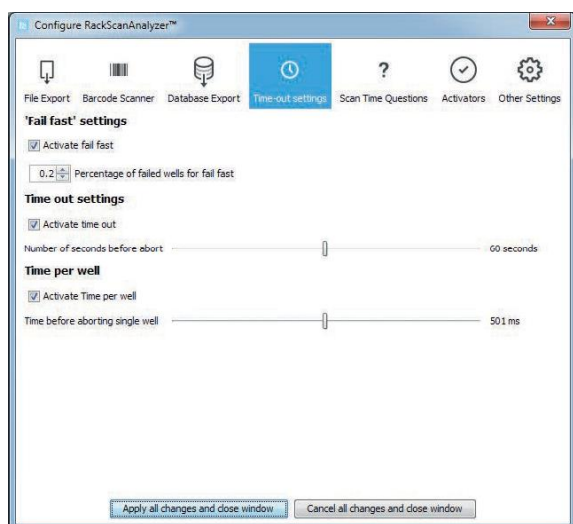 Configure RackScanAnalyzer™
File Export Barcode Scanner Database Export Time-out settings Scan Time Questions Activators Other Settings
'Fail fast' settings
Activate fail fast
0.2 Percentage of failed wells for fail fast
Time out settings
Activate time out
Number of seconds before abort 60 seconds
Time per well
Activate Time per well
Time before aborting single well 501 ms
Apply all changes and close window Cancel all changes and close window